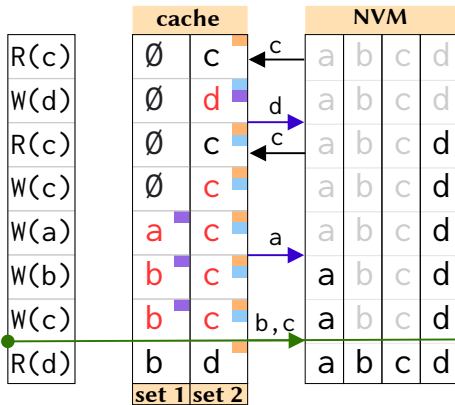 cache NVM
R(c) Ø c c a b c d
W(d) Ø d a b c d
d
R(c) Ø c c a b c d
W(c) Ø c a b c d
W(a) a c a b c d
a
W(b) b c a b c d
W(c) b c b,c a b c d
R(d) b d a b c d
set 1 set 2